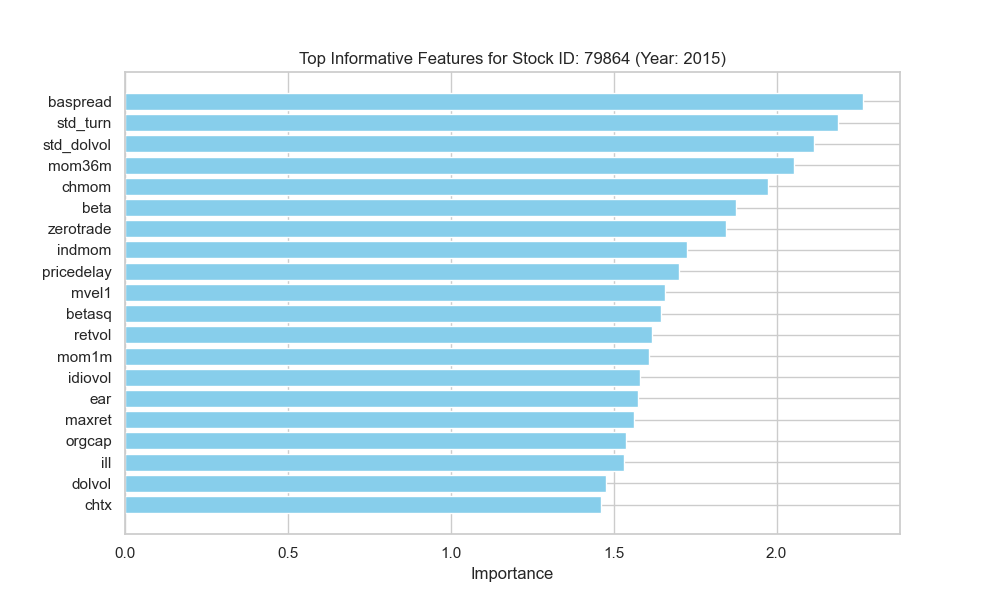 Top Informative Features for Stock ID: 79864 (Year: 2015)
baspread
std_turn
std_dolvol
mom36m
chmom
beta
zerotrade
indmom
pricedelay
mvel1
betasq
retvol
mom1m
idiovol
ear
maxret
orgcap
ill
dolvol
chtx
0.0 0.5 1.0 1.5 2.0
Importance